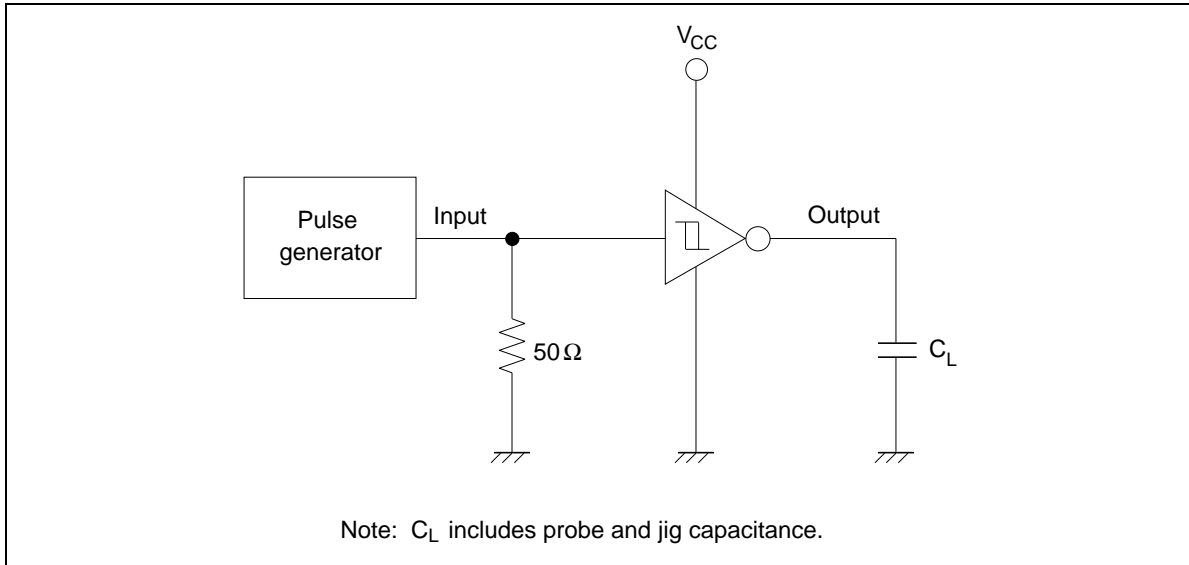 VCC
Pulse
generator
Input
Output
50Ω
CL
Note: CL includes probe and jig capacitance.